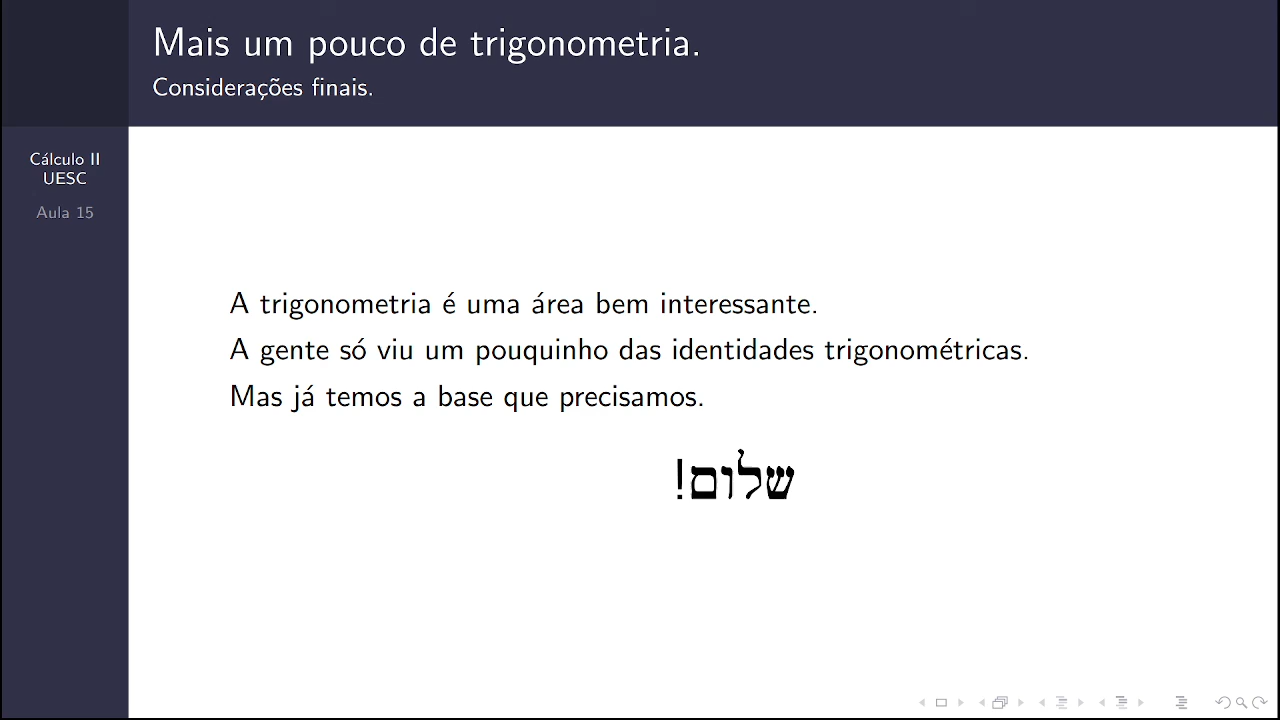 Mais um pouco de trigonometria.
Considerações finais.
Cálculo II
UESC
Aula 15
A trigonometria é uma área bem interessante.
A gente só viu um pouquinho das identidades trigonométricas.
Mas já temos a base que precisamos.
שלום!